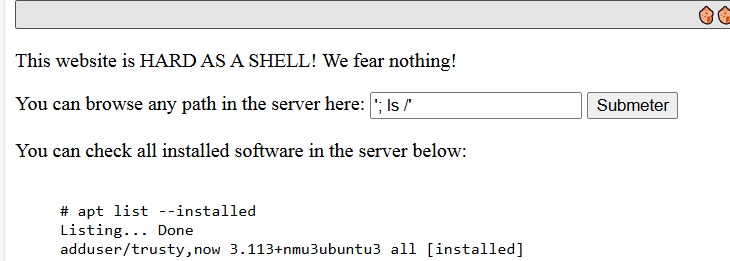 This website is HARD AS A SHELL! We fear nothing!
You can browse any path in the server here: '; ls /' Submeter
You can check all installed software in the server below:
# apt list --installed
Listing... Done
adduser/trusty,now 3.113+nmu3ubuntu3 all [installed]